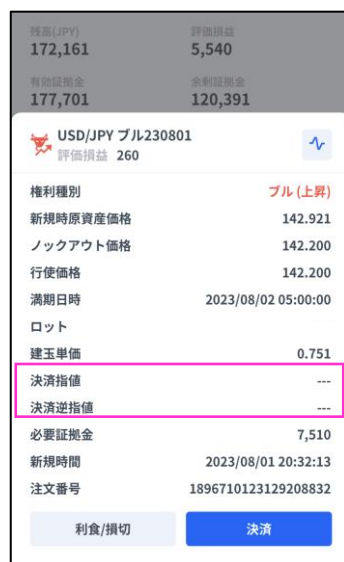 残高(JPY) 評価損益
172,161 5,540
有効証拠金 余剰証拠金
177,701 120,391
USD/JPY ブル230801
評価損益 260
権利種別 ブル (上昇)
新規時原資産価格 142.921
ノックアウト価格 142.200
行使価格 142.200
満期日時 2023/08/02 05:00:00
ロット
建玉単価 0.751
決済指値 ---
決済逆指値 ---
必要証拠金 7,510
新規時間 2023/08/01 20:32:13
注文番号 1896710123129208832
利食/損切 決済